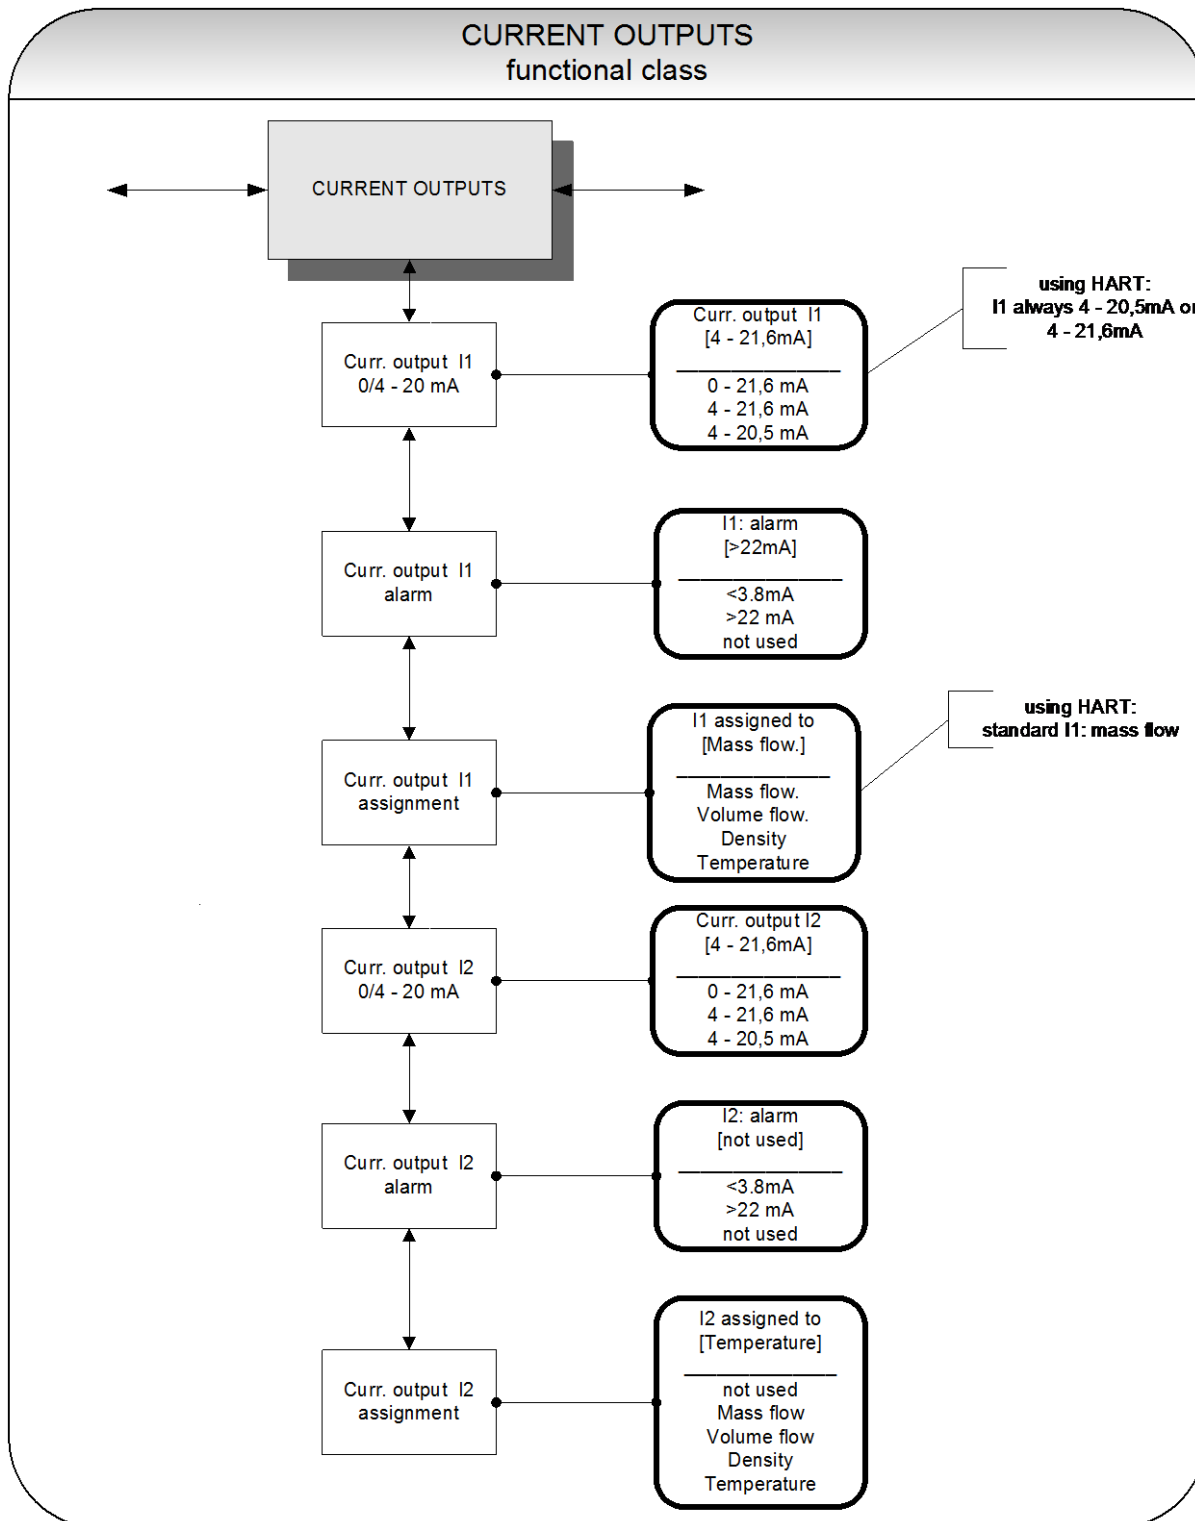 CURRENT OUTPUTS
functional class
CURRENT OUTPUTS
using HART:
I1 always 4 - 20,5mA or
4 - 21,6mA
Curr. output I1
0/4 - 20 mA
Curr. output I1
[4 - 21,6mA]
0 - 21,6 mA
4 - 21,6 mA
4 - 20,5 mA
Curr. output I1
alarm
I1: alarm
[>22mA]
<3.8mA
>22 mA
not used
using HART:
standard I1: mass flow
Curr. output I1
assignment
I1 assigned to
[Mass flow.]
Mass flow.
Volume flow.
Density
Temperature
Curr. output I2
0/4 - 20 mA
Curr. output I2
[4 - 21,6mA]
0 - 21,6 mA
4 - 21,6 mA
4 - 20,5 mA
Curr. output I2
alarm
I2: alarm
[not used]
<3.8mA
>22 mA
not used
Curr. output I2
assignment
I2 assigned to
[Temperature]
not used
Mass flow
Volume flow
Density
Temperature